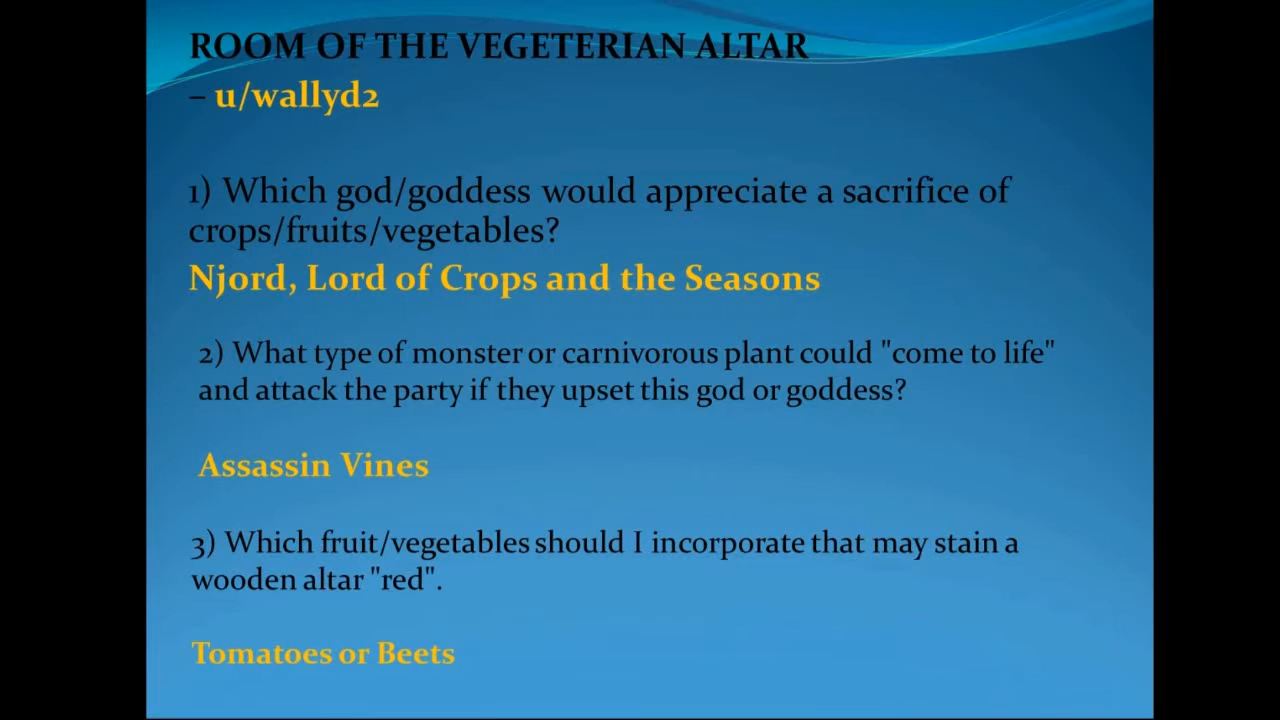 ROOM OF THE VEGETERIAN ALTAR
– u/wallyd2
1) Which god/goddess would appreciate a sacrifice of
crops/fruits/vegetables?
Njord, Lord of Crops and the Seasons
2) What type of monster or carnivorous plant could "come to life"
and attack the party if they upset this god or goddess?
Assassin Vines
3) Which fruit/vegetables should I incorporate that may stain a
wooden altar "red".
Tomatoes or Beets